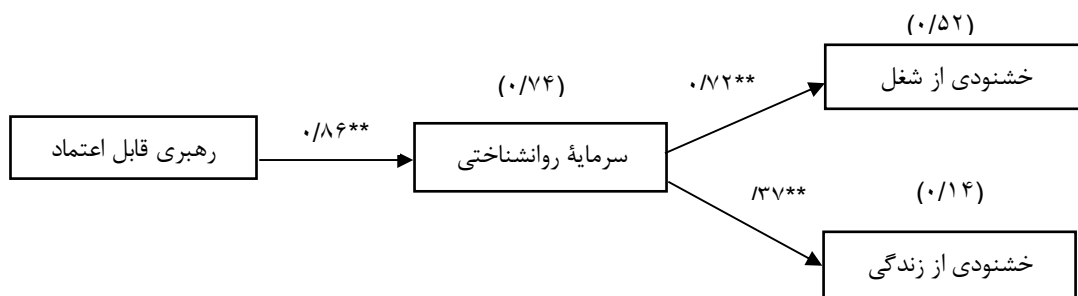 (۰/۵۲)
خشنودی از شغل
۰/۷۲**
(۰/۷۴)
۰/۸۶**
سرمایهٔ روانشناختی
رهبری قابل اعتماد
/۳۷**
(۰/۱۴)
خشنودی از زندگی